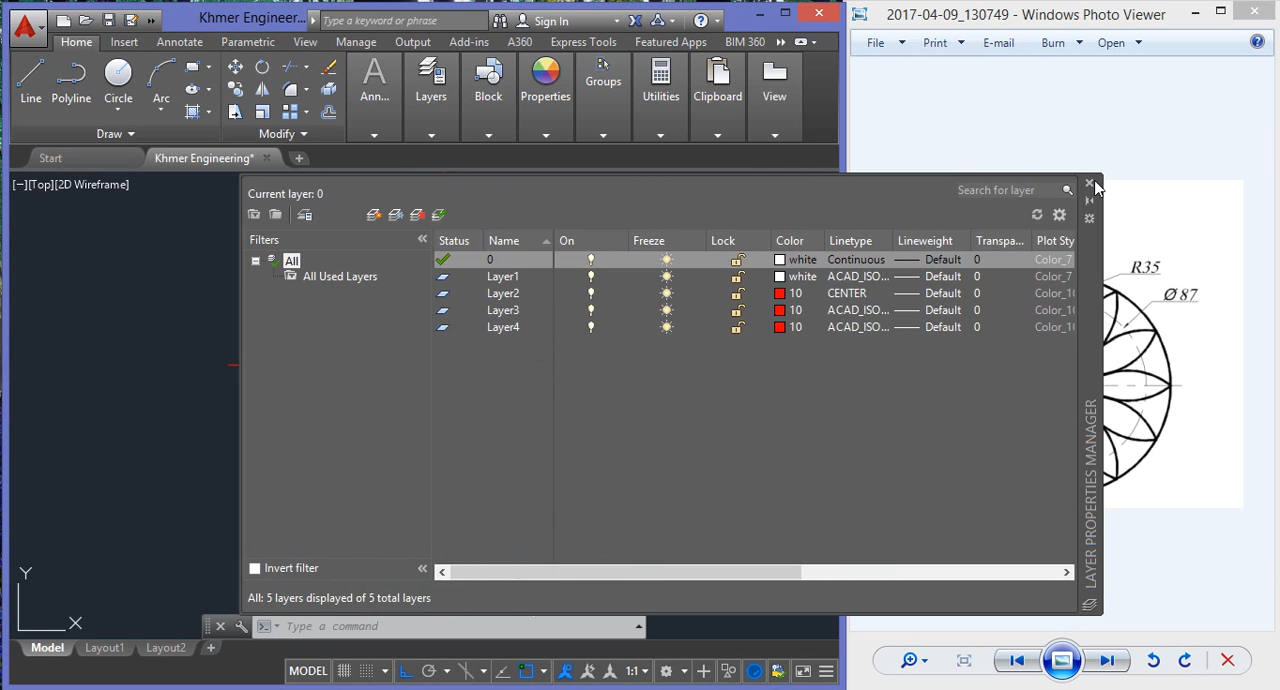 Khmer Engineer...
Type a keyword or phrase
Sign In
Home Insert Annotate Parametric View Manage Output Add-ins A360 Express Tools Featured Apps BIM 360
Line Polyline Circle Arc
Ann... Layers Block Properties Groups Utilities Clipboard View
Draw Modify
Start Khmer Engineering*
[−][Top][2D Wireframe]
Current layer: 0
Search for layer
Filters
All
All Used Layers
Status Name On Freeze Lock Color Linetype Lineweight Transpa... Plot Sty
0 white Continuous Default 0 Color_7
Layer1 white ACAD_ISO... Default 0 Color_7
Layer2 10 CENTER Default 0 Color_10
Layer3 10 ACAD_ISO... Default 0 Color_10
Layer4 10 ACAD_ISO... Default 0 Color_10
Invert filter
All: 5 layers displayed of 5 total layers
LAYER PROPERTIES MANAGER
Y
X
Type a command
Model Layout1 Layout2
MODEL 1:1
2017-04-09_130749 - Windows Photo Viewer
File Print E-mail Burn Open
R35
Ø 87